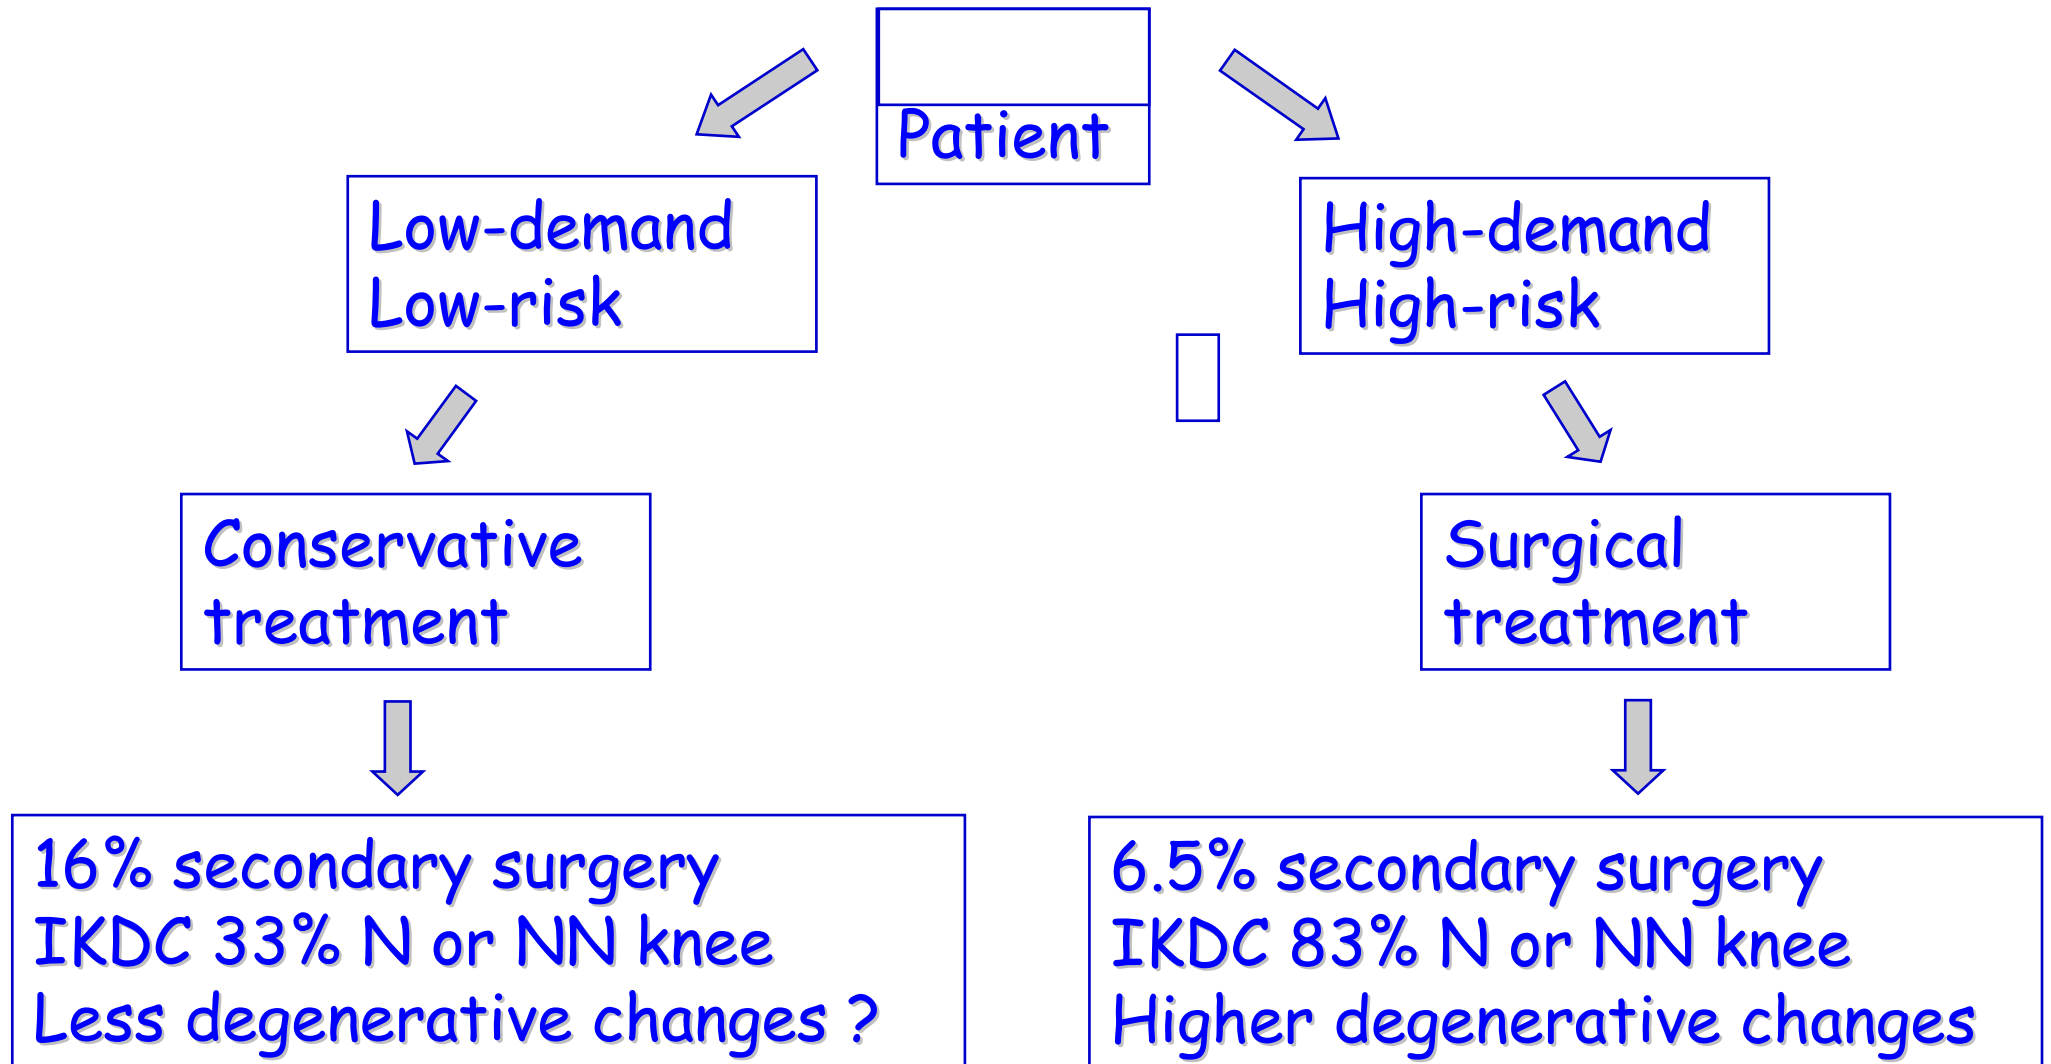 Patient
Low-demand
Low-risk
High-demand
High-risk
Conservative
treatment
Surgical
treatment
16% secondary surgery
IKDC 33% N or NN knee
Less degenerative changes ?
6.5% secondary surgery
IKDC 83% N or NN knee
Higher degenerative changes